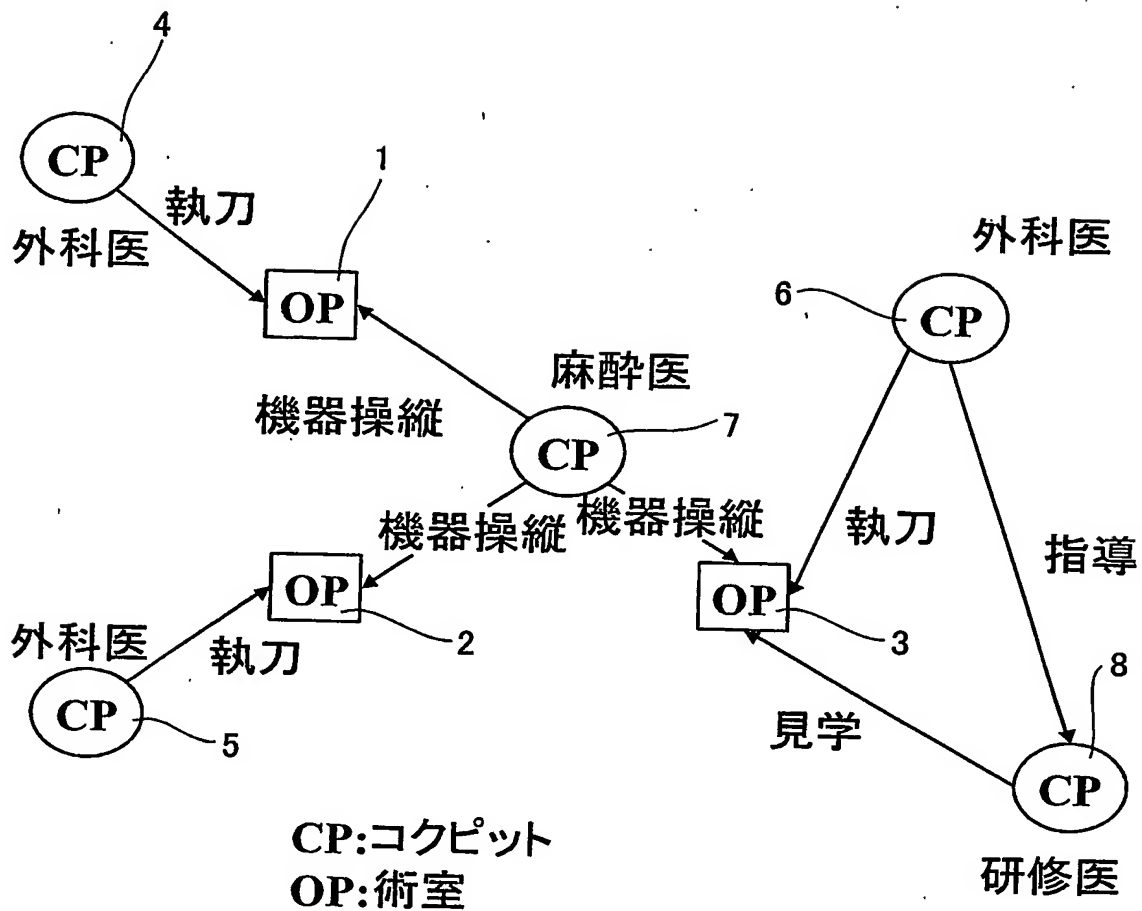 4
CP
1
執刀
外科医
外科医
OP
6
CP
麻酔医
機器操縦
7
CP
機器操縦
機器操縦
執刀
指導
OP
OP
外科医
執刀
2
3
8
CP
5
見学
CP
CP:コクピット
OP:術室
研修医